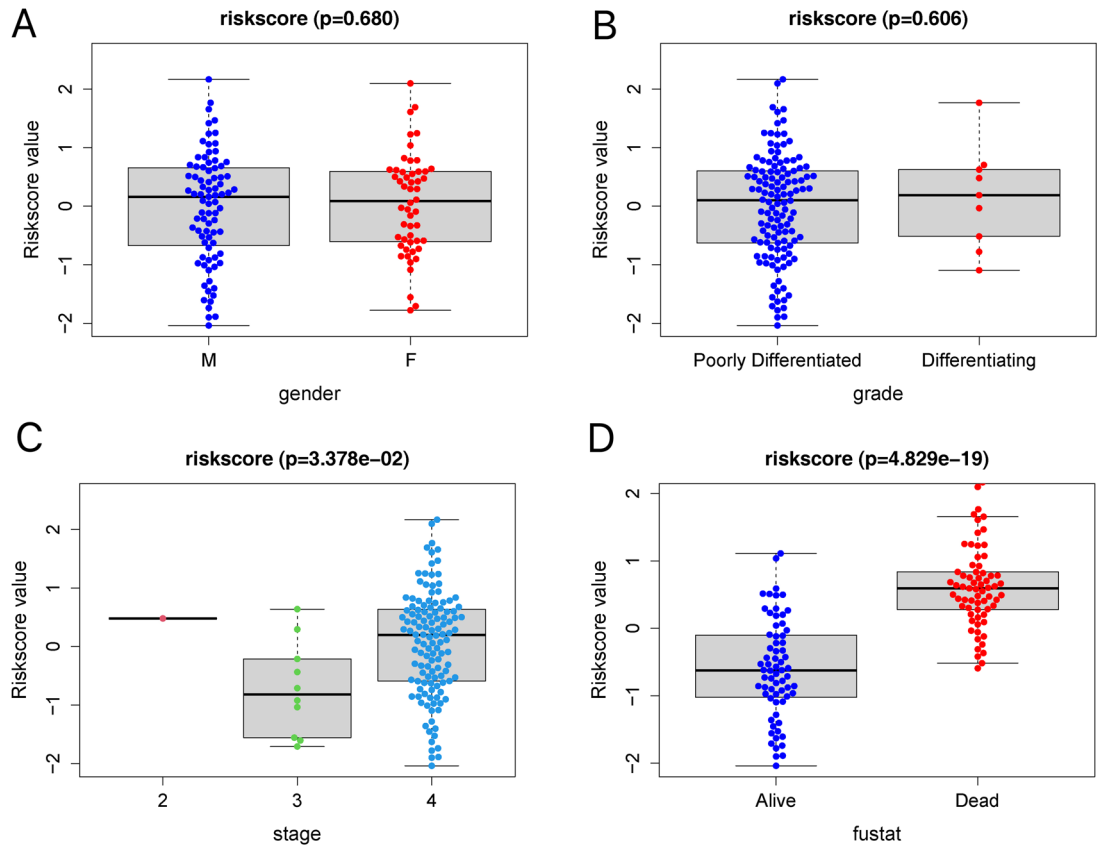 A
riskscore (p=0.680)
Riskscore value
2
1
0
−1
−2
M
F
gender
B
riskscore (p=0.606)
Riskscore value
2
1
0
−1
−2
Poorly Differentiated
Differentiating
grade
C
riskscore (p=3.378e−02)
Riskscore value
2
1
0
−1
−2
2
3
4
stage
D
riskscore (p=4.829e−19)
Riskscore value
2
1
0
−1
−2
Alive
Dead
fustat